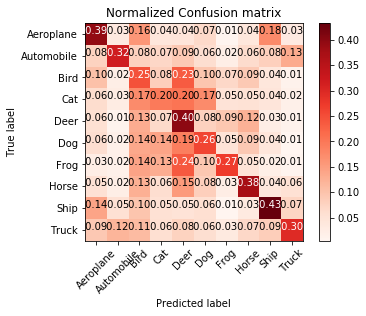 Normalized Confusion matrix
True label
Aeroplane 0.39 0.03 0.16 0.04 0.04 0.07 0.01 0.04 0.18 0.03
Automobile 0.08 0.32 0.08 0.07 0.09 0.06 0.02 0.06 0.08 0.13
Bird 0.10 0.02 0.25 0.08 0.23 0.10 0.07 0.09 0.04 0.01
Cat 0.06 0.03 0.17 0.20 0.20 0.17 0.05 0.05 0.04 0.02
Deer 0.06 0.01 0.13 0.07 0.40 0.08 0.09 0.12 0.03 0.01
Dog 0.06 0.02 0.14 0.14 0.19 0.26 0.05 0.09 0.04 0.01
Frog 0.03 0.02 0.14 0.13 0.24 0.10 0.27 0.05 0.02 0.01
Horse 0.05 0.02 0.13 0.06 0.15 0.08 0.03 0.38 0.04 0.06
Ship 0.14 0.05 0.10 0.05 0.05 0.06 0.01 0.03 0.43 0.07
Truck 0.09 0.12 0.11 0.06 0.08 0.06 0.03 0.07 0.09 0.30
Aeroplane Automobile Bird Cat Deer Dog Frog Horse Ship Truck
Predicted label
0.40
0.35
0.30
0.25
0.20
0.15
0.10
0.05